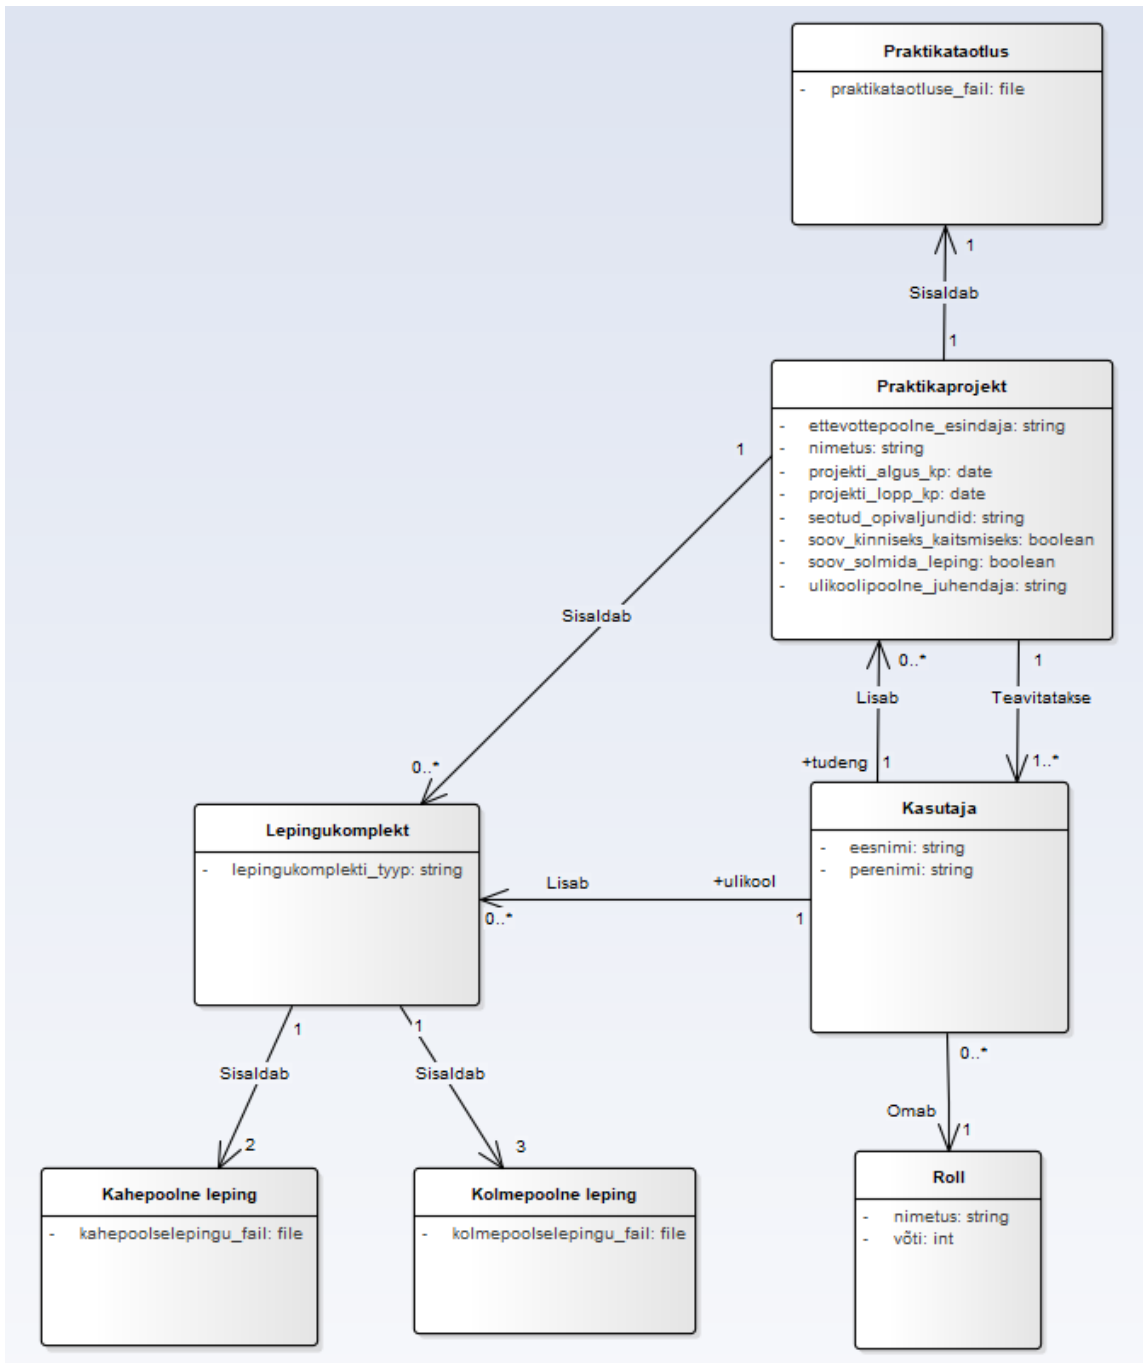 Praktikataotlus
- praktikataotluse_fail: file
1
Sisaldab
1
Praktikaprojekt
- ettevottepoolne_esindaja: string
- nimetus: string
- projekti_algus_kp: date
- projekti_lopp_kp: date
- seotud_opivaljundid: string
- soov_kinniseks_kaitsmiseks: boolean
- soov_solmida_leping: boolean
- ulikoolipoolne_juhendaja: string
1
Sisaldab
0..*
0..*
1
Lisab
Teavitatakse
+tudeng
1
1..*
Kasutaja
- eesnimi: string
- perenimi: string
Lepingukomplekt
- lepingukomplekti_tyyp: string
Lisab
+ulikool
0..*
1
1
1
Sisaldab
Sisaldab
2
3
0..*
Omab
1
Kahepoolne leping
- kahepoolselepingu_fail: file
Kolmepoolne leping
- kolmepoolselepingu_fail: file
Roll
- nimetus: string
- võti: int